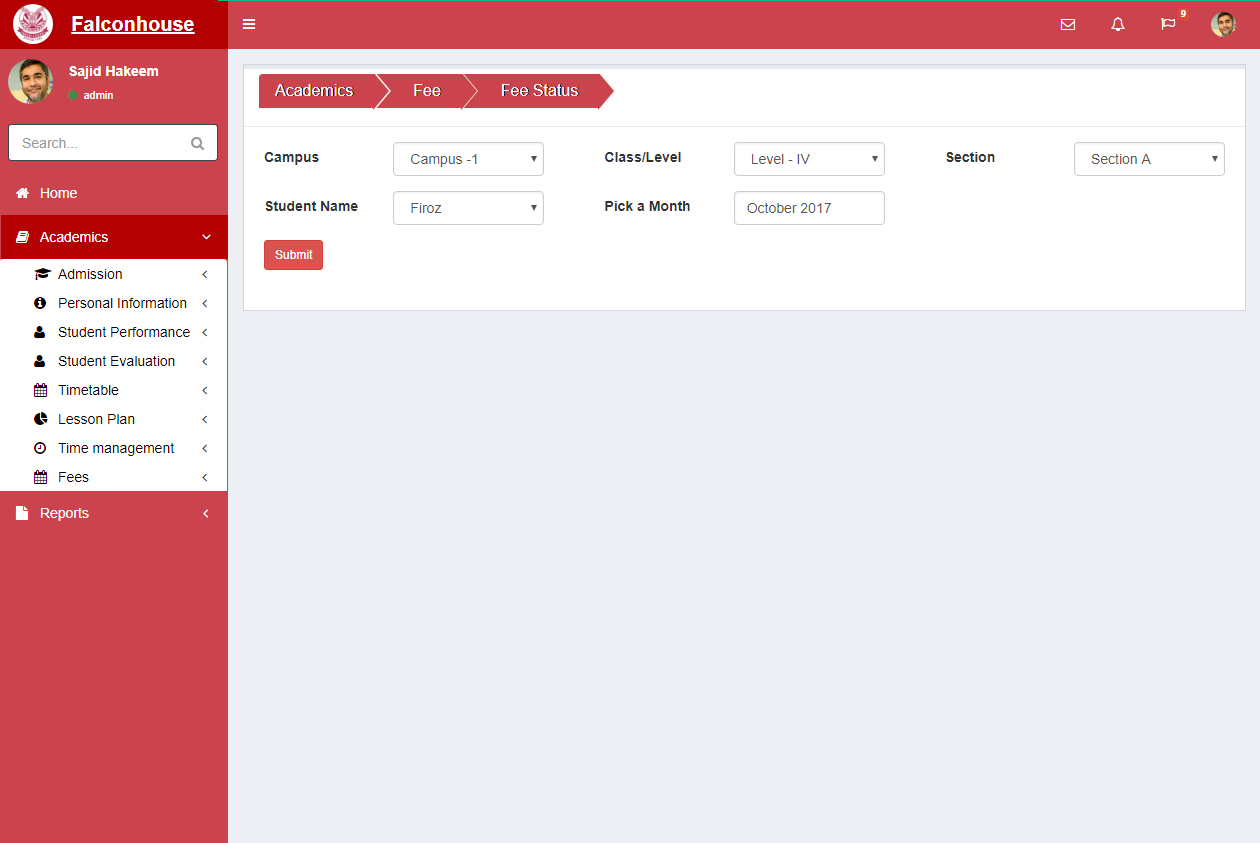 Falconhouse
9
Sajid Hakeem
admin
Search...
Home
Academics
Admission
Personal Information
Student Performance
Student Evaluation
Timetable
Lesson Plan
Time management
Fees
Reports
Academics Fee Fee Status
Campus Campus -1 Class/Level Level - IV Section Section A
Student Name Firoz Pick a Month October 2017
Submit